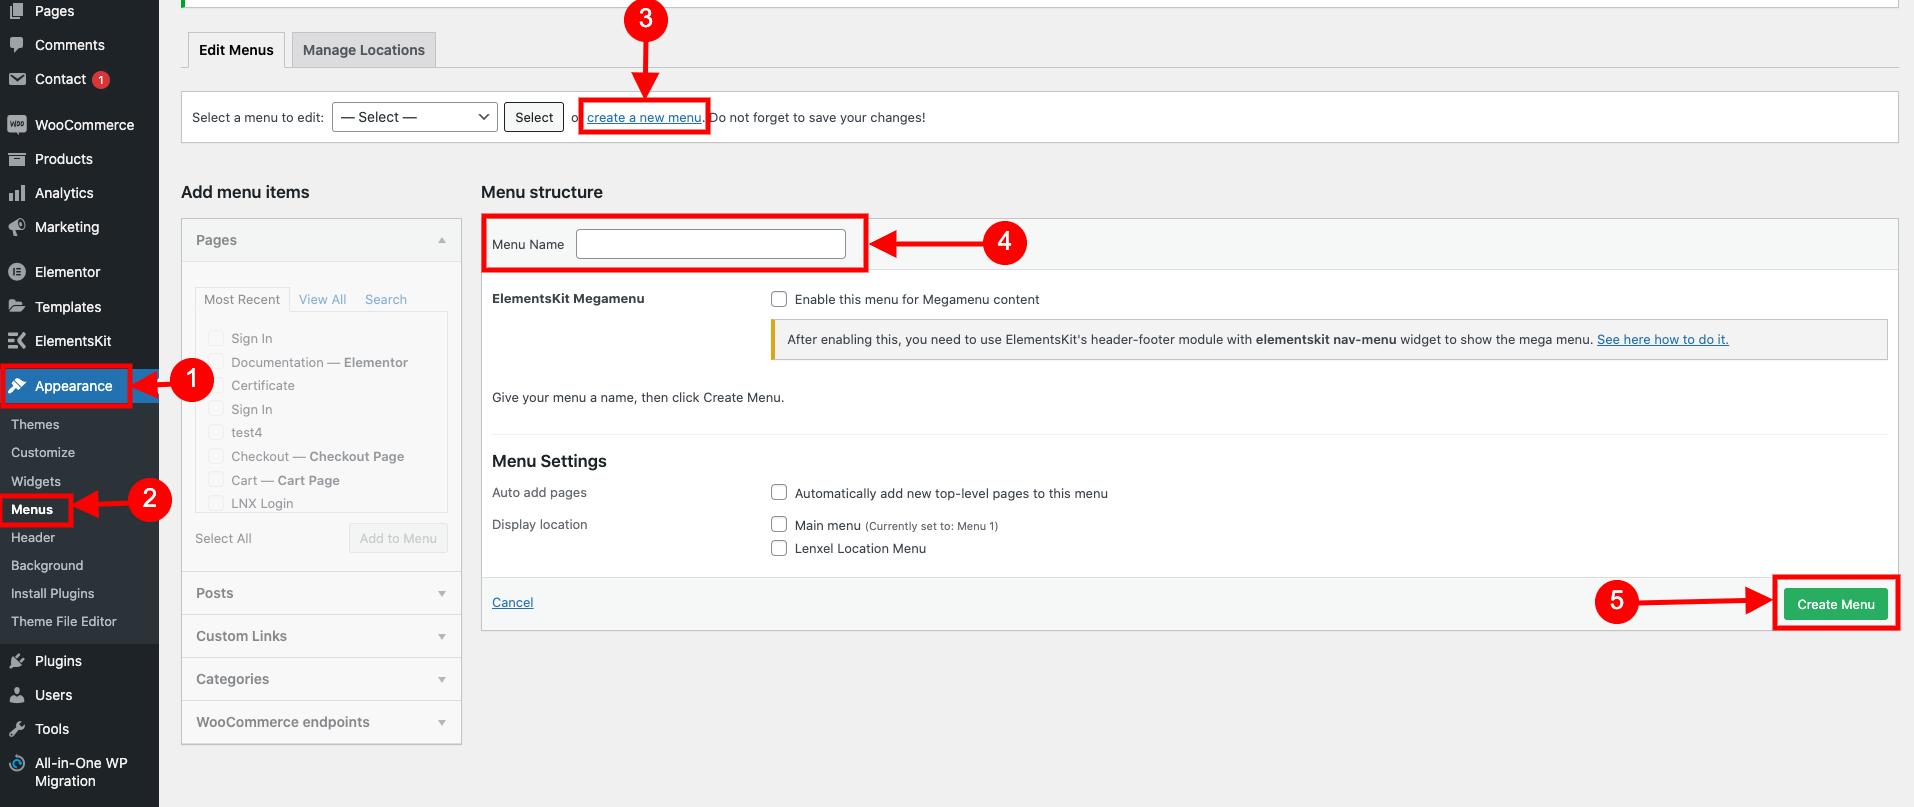 Pages
Comments
Contact 1
WooCommerce
Products
Analytics
Marketing
Elementor
Templates
ElementsKit
Appearance
1
Themes
Customize
Widgets
Menus
2
Header
Background
Install Plugins
Theme File Editor
Plugins
Users
Tools
All-in-One WP
Migration
3
Edit Menus Manage Locations
Select a menu to edit: — Select — Select o create a new menu. Do not forget to save your changes!
Add menu items
Pages
Most Recent View All Search
Sign In
Documentation — Elementor
Certificate
Sign In
test4
Checkout — Checkout Page
Cart — Cart Page
LNX Login
Select All Add to Menu
Posts
Custom Links
Categories
WooCommerce endpoints
Menu structure
Menu Name
4
ElementsKit Megamenu Enable this menu for Megamenu content
After enabling this, you need to use ElementsKit's header-footer module with elementskit nav-menu widget to show the mega menu. See here how to do it.
Give your menu a name, then click Create Menu.
Menu Settings
Auto add pages Automatically add new top-level pages to this menu
Display location Main menu (Currently set to: Menu 1)
Lenxel Location Menu
Cancel 5 Create Menu